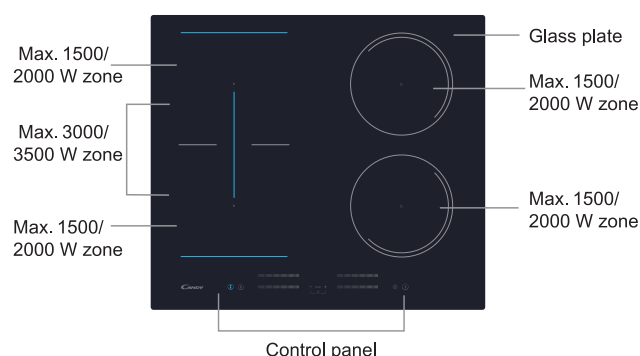 Max. 1500/
2000 W zone
Max. 3000/
3500 W zone
Max. 1500/
2000 W zone
Glass plate
Max. 1500/
2000 W zone
Max. 1500/
2000 W zone
CANDY
Control panel